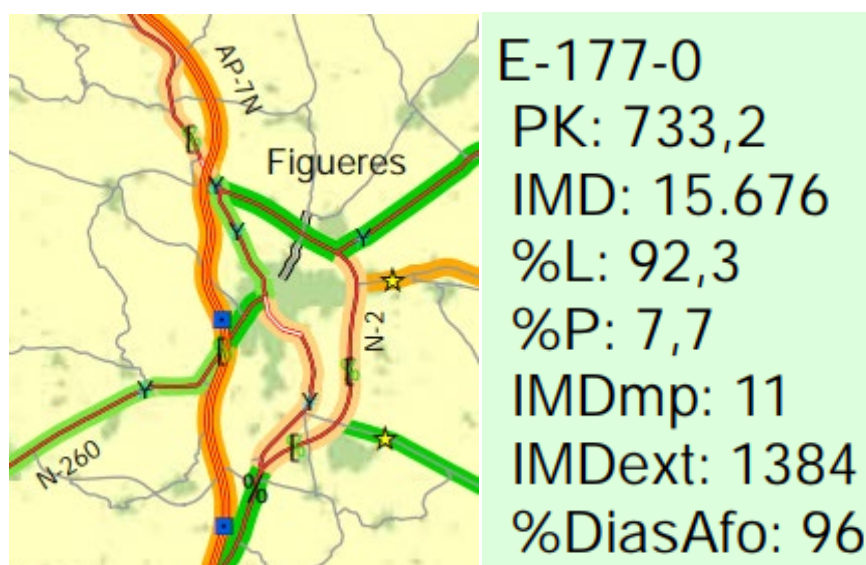 AP-7N
Figueres
N-2
N-260
E-177-0
PK: 733,2
IMD: 15.676
%L: 92,3
%P: 7,7
IMDmp: 11
IMDext: 1384
%DiasAfo: 96